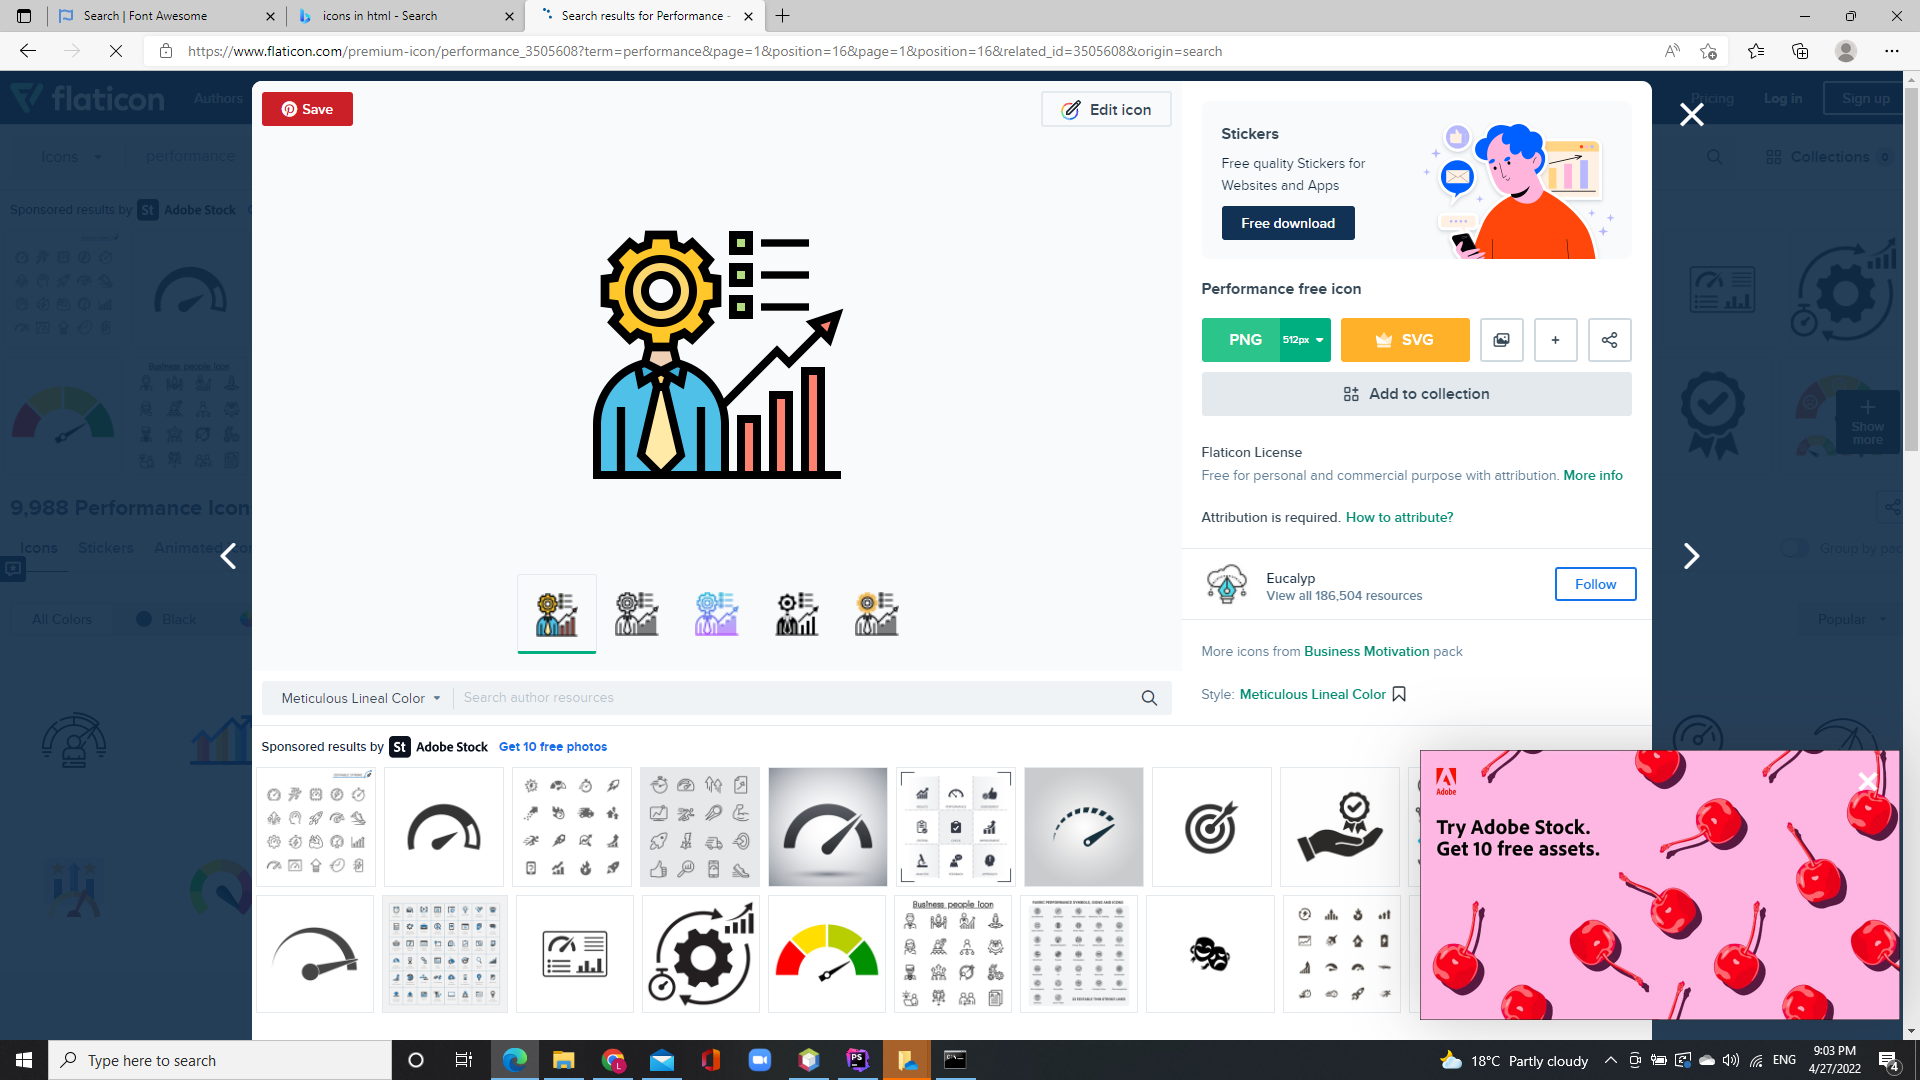 Search | Font Awesome
icons in html - Search
Search results for Performance -
https://www.flaticon.com/premium-icon/performance_3505608?term=performance&page=1&position=16&page=1&position=16&related_id=3505608&origin=search
flaticon
Authors
Pricing
Log in
Sign up
Save
Edit icon
Icons
performance
Collections
0
Sponsored results by
St
Adobe Stock
Stickers
Free quality Stickers for
Websites and Apps
Free download
Performance free icon
PNG
512px
SVG
+
Add to collection
Business people Icon
Show
more
Flaticon License
Free for personal and commercial purpose with attribution. More info
Attribution is required. How to attribute?
9,988 Performance Icon
Icons
Stickers
Animated
Group by pac
Eucalyp
View all 186,504 resources
Follow
All Colors
Black
Popular
More icons from Business Motivation pack
Meticulous Lineal Color
Search author resources
Style: Meticulous Lineal Color
Sponsored results by
St
Adobe Stock
Get 10 free photos
Business people Icon
Adobe
Try Adobe Stock.
Get 10 free assets.
Type here to search
18°C Partly cloudy
ENG
9:03 PM
4/27/2022
4